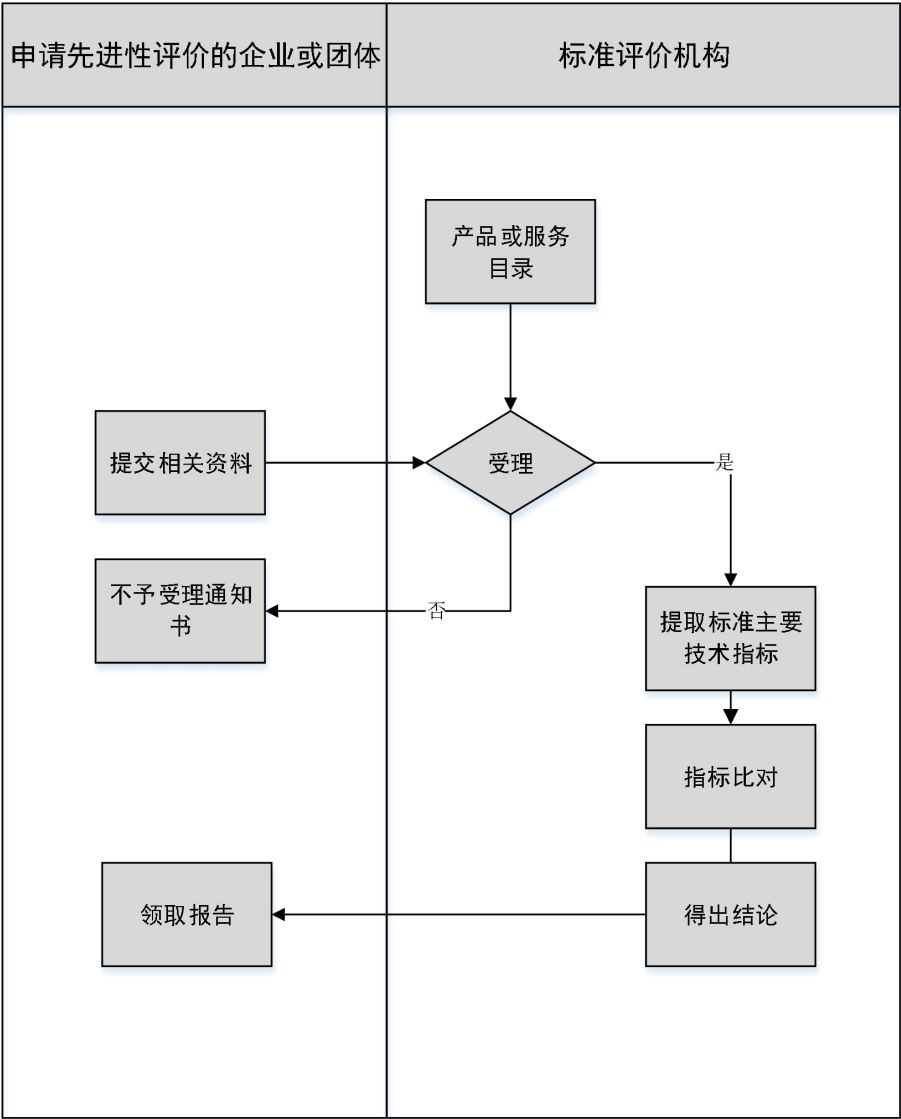 申请先进性评价的企业或团体
标准评价机构
产品或服务
目录
提交相关资料
受理
是
不予受理通知
书
否
提取标准主要
技术指标
指标比对
领取报告
得出结论